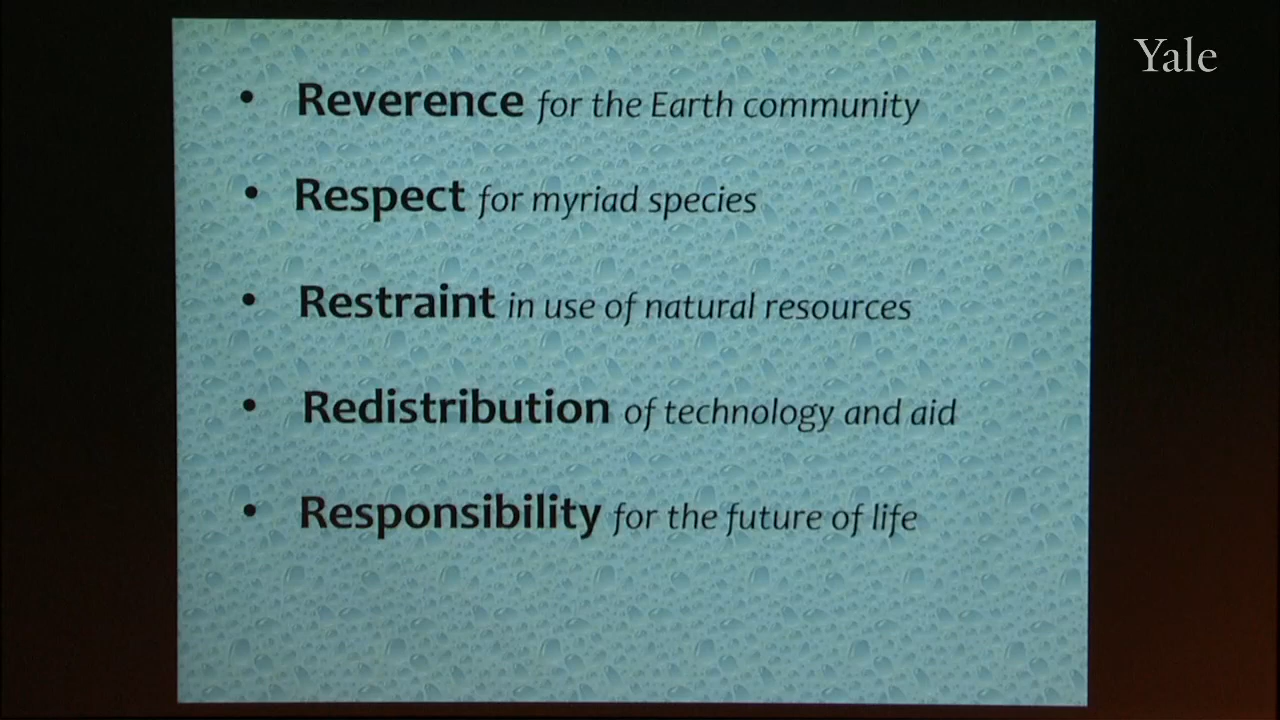 Yale
• Reverence for the Earth community
• Respect for myriad species
• Restraint in use of natural resources
• Redistribution of technology and aid
• Responsibility for the future of life